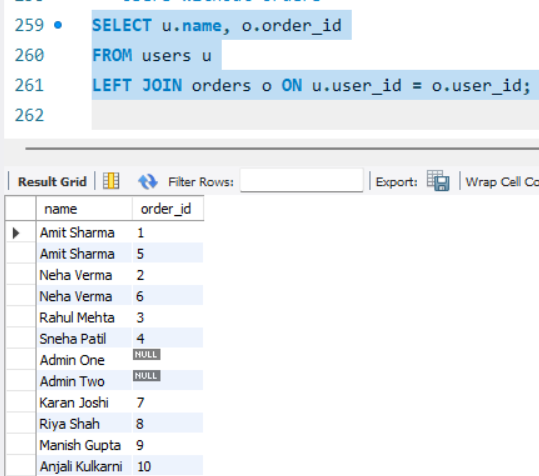 259 SELECT u.name, o.order_id
260 FROM users u
261 LEFT JOIN orders o ON u.user_id = o.user_id;
262
Result Grid Filter Rows: Export: Wrap Cell Co
name order_id
Amit Sharma 1
Amit Sharma 5
Neha Verma 2
Neha Verma 6
Rahul Mehta 3
Sneha Patil 4
Admin One NULL
Admin Two NULL
Karan Joshi 7
Riya Shah 8
Manish Gupta 9
Anjali Kulkarni 10